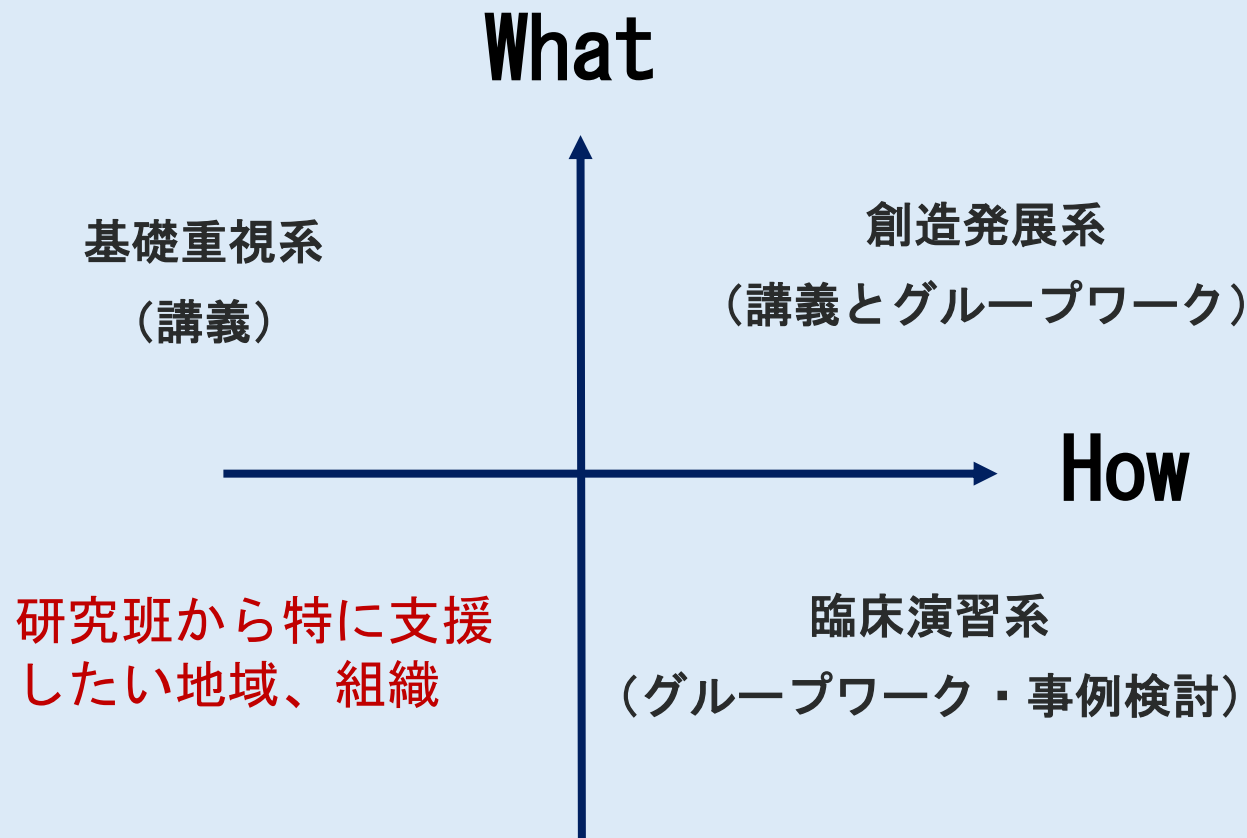 What
基礎重視系
（講義）
創造発展系
（講義とグループワーク）
How
研究班から特に支援
したい地域、組織
臨床演習系
（グループワーク・事例検討）